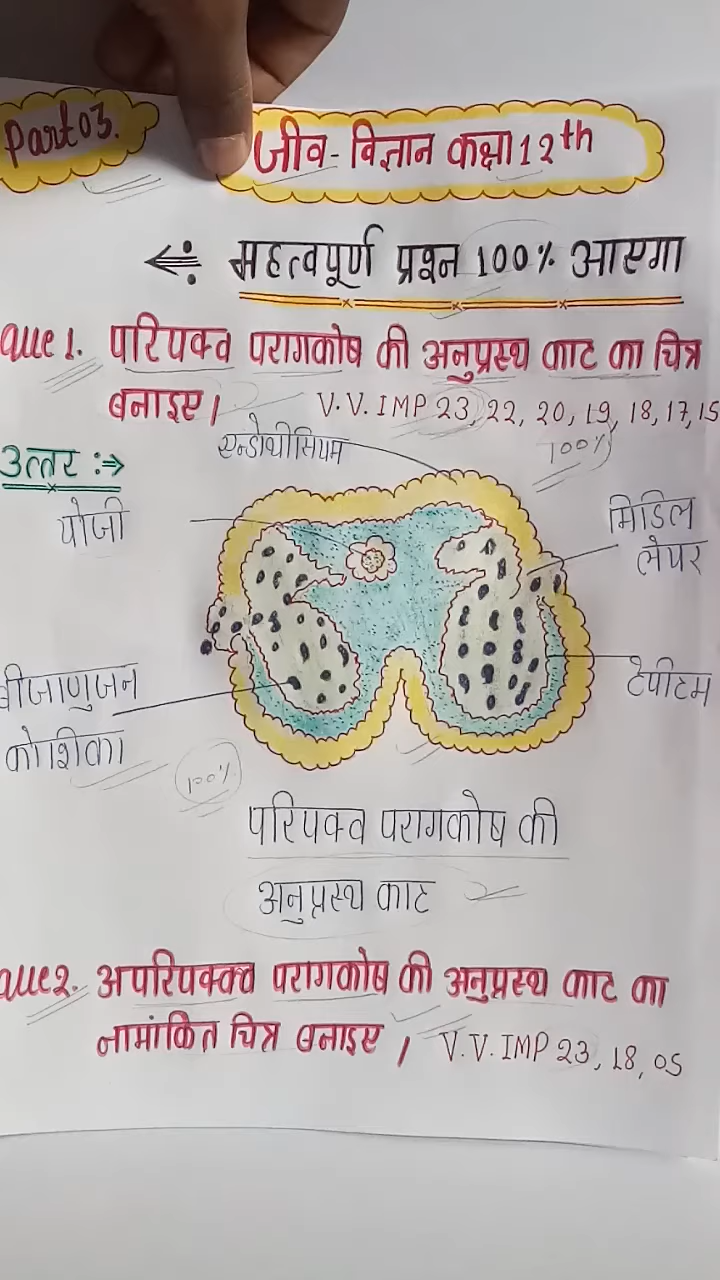 Part 03.
जीव-विज्ञान कक्षा 12th
महत्वपूर्ण प्रश्न 100% आएगा
Que 1. परिपक्व परागकोष की अनुप्रस्थ काट का चित्र
बनाइए। V.V. IMP 23, 22, 20, 19, 18, 17, 15
100%
उत्तर :⇒
एन्डोथीसियम
योजी
मिडिल
लेयर
बीजाणुजन
कोशिका
टेपीटम
100%
परिपक्व परागकोष की
अनुप्रस्थ काट
Que 2. अपरिपक्क्व परागकोष की अनुप्रस्थ काट का
नामांकित चित्र बनाइए। V.V. IMP 23, 18, 05